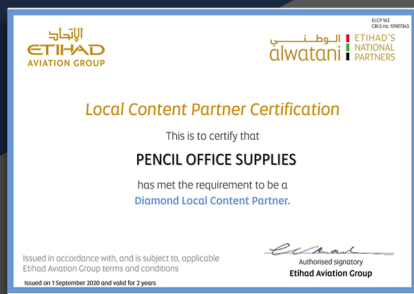 ELCP 163
CBLS no. 10987945
الإتحاد
ETIHAD
AVIATION GROUP
الوطني
alwatani
ETIHAD'S
NATIONAL
PARTNERS
Local Content Partner Certification
This is to certify that
PENCIL OFFICE SUPPLIES
has met the requirement to be a
Diamond Local Content Partner.
Issued in accordance with, and is subject to, applicable
Etihad Aviation Group terms and conditions
Authorised signatory
Etihad Aviation Group
Issued on 1 September 2020 and valid for 2 years